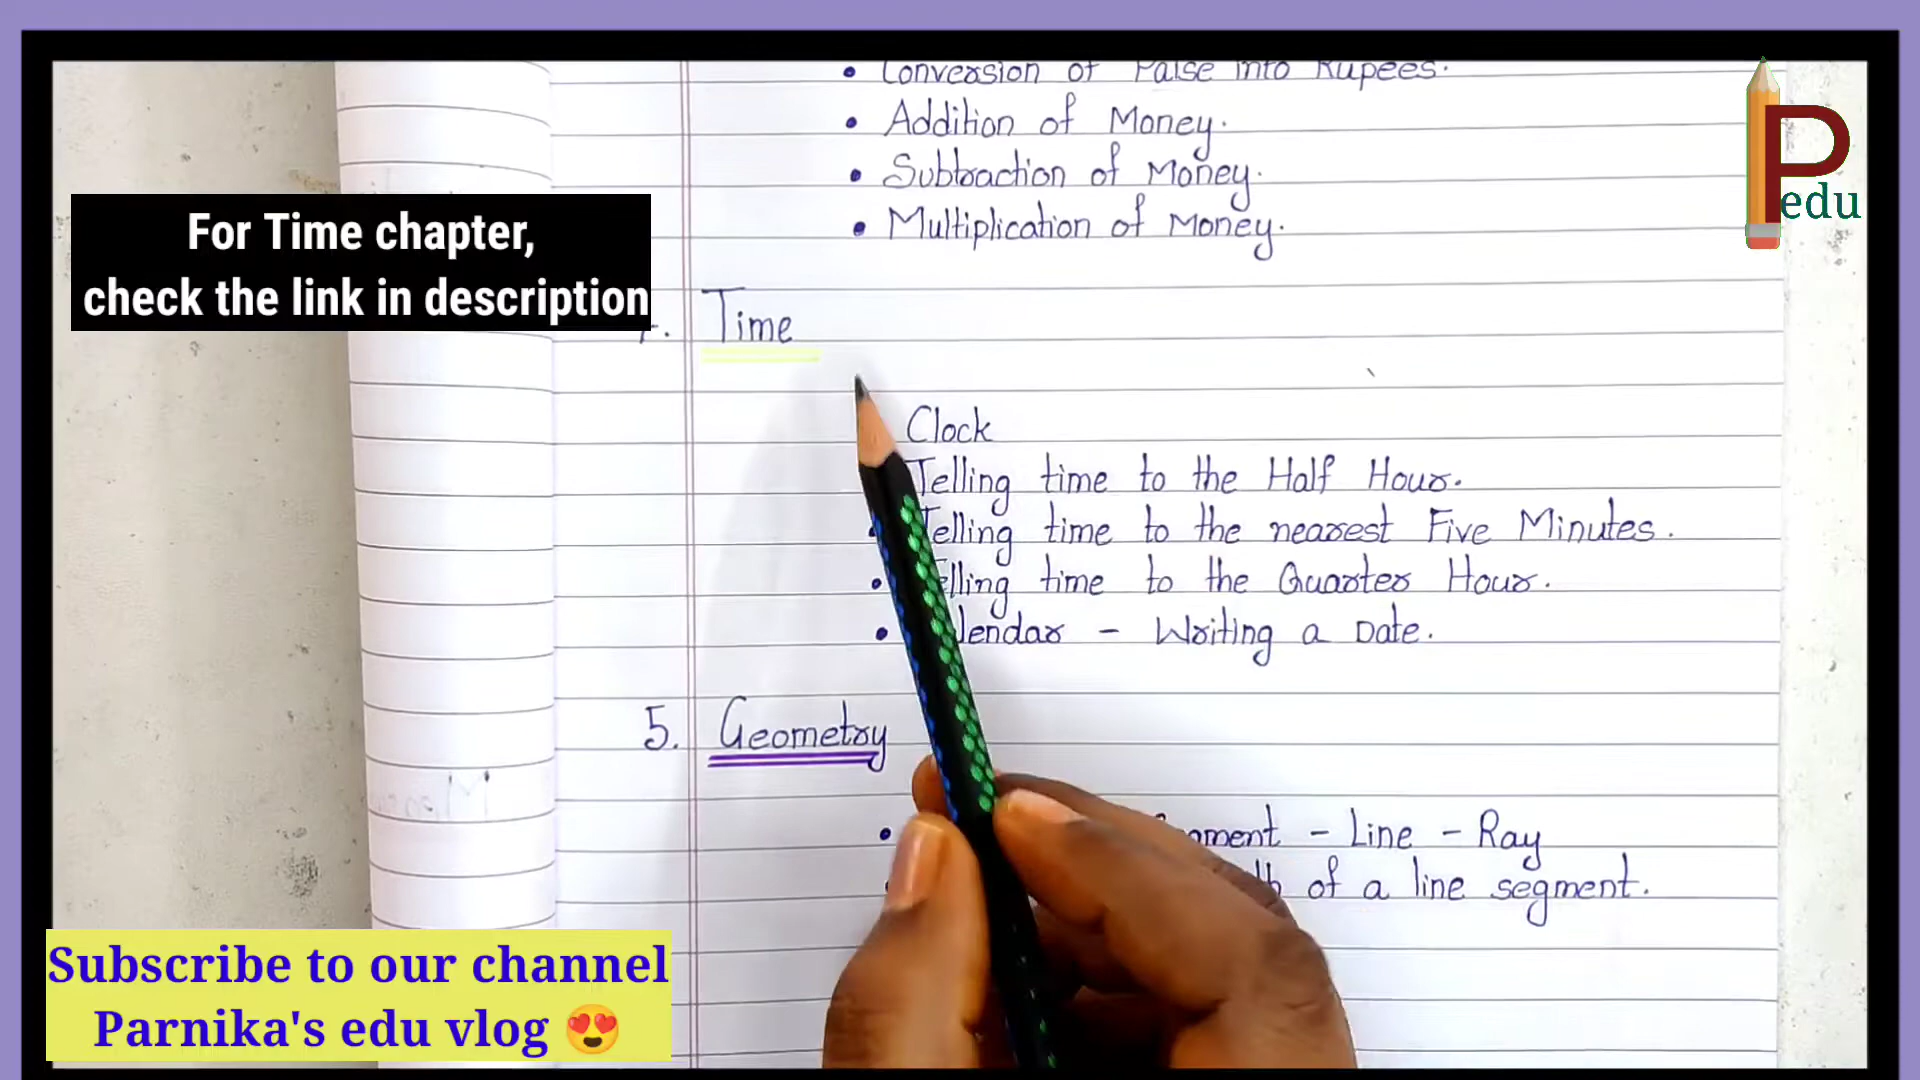 Conversion of Paise into Rupees.
• Addition of Money.
• Subtraction of Money.
• Multiplication of Money.
For Time chapter,
check the link in description
Time
Clock
Telling time to the Half Hour.
Telling time to the nearest Five Minutes.
• Telling time to the Quarter Hour.
• Calendar - Writing a Date.
5. Geometry
• - Line - Ray
of a line segment.
Subscribe to our channel
Parnika's edu vlog 😍
P
edu